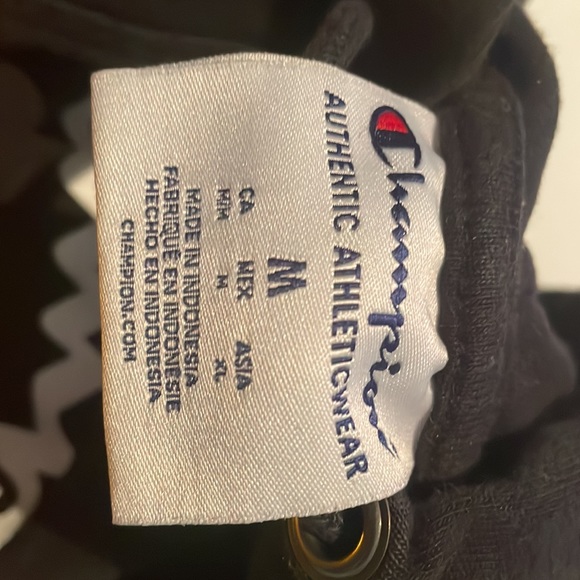 Champion
AUTHENTIC ATHLETICWEAR
M
CA MEX ASIA
M/M M XL
MADE IN INDONESIA
FABRIQUÉ EN INDONESIE
HECHO EN INDONESIA
CHAMPION.COM